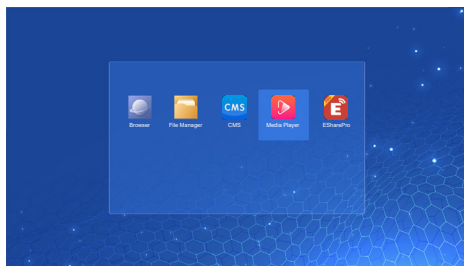 CMS
E
Browser
File Manager
CMS
Media Player
ESharePro